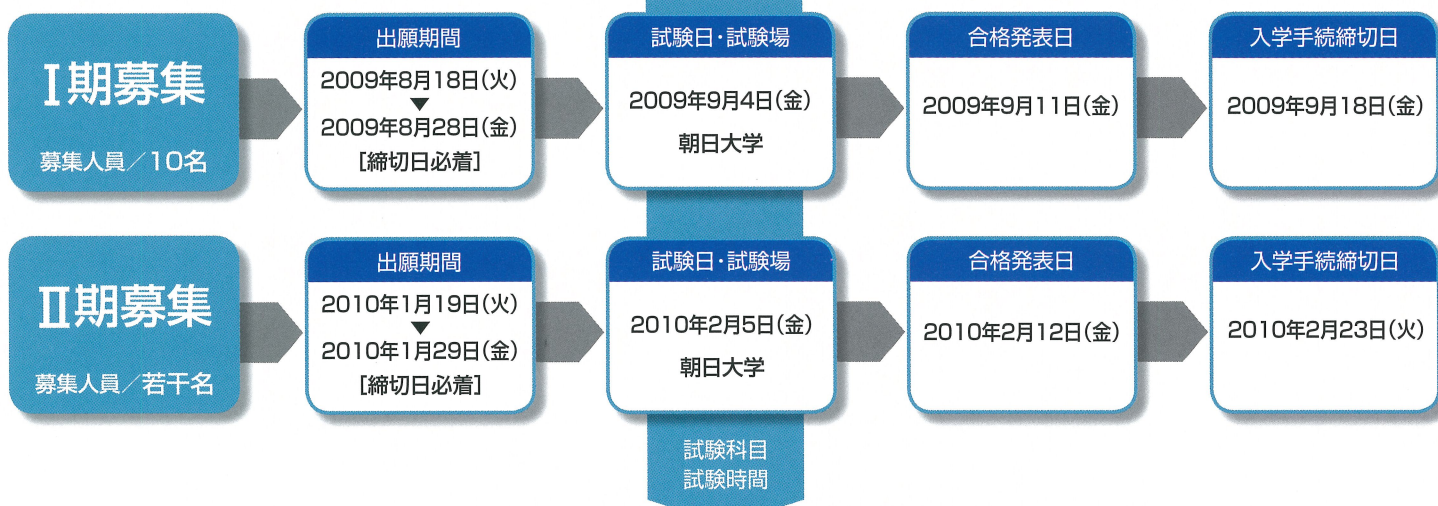 Ⅰ期募集
募集人員／10名
出願期間
2009年8月18日(火)
▼
2009年8月28日(金)
[締切日必着]
試験日・試験場
2009年9月4日(金)
朝日大学
合格発表日
2009年9月11日(金)
入学手続締切日
2009年9月18日(金)
Ⅱ期募集
募集人員／若干名
出願期間
2010年1月19日(火)
▼
2010年1月29日(金)
[締切日必着]
試験日・試験場
2010年2月5日(金)
朝日大学
合格発表日
2010年2月12日(金)
入学手続締切日
2010年2月23日(火)
試験科目
試験時間